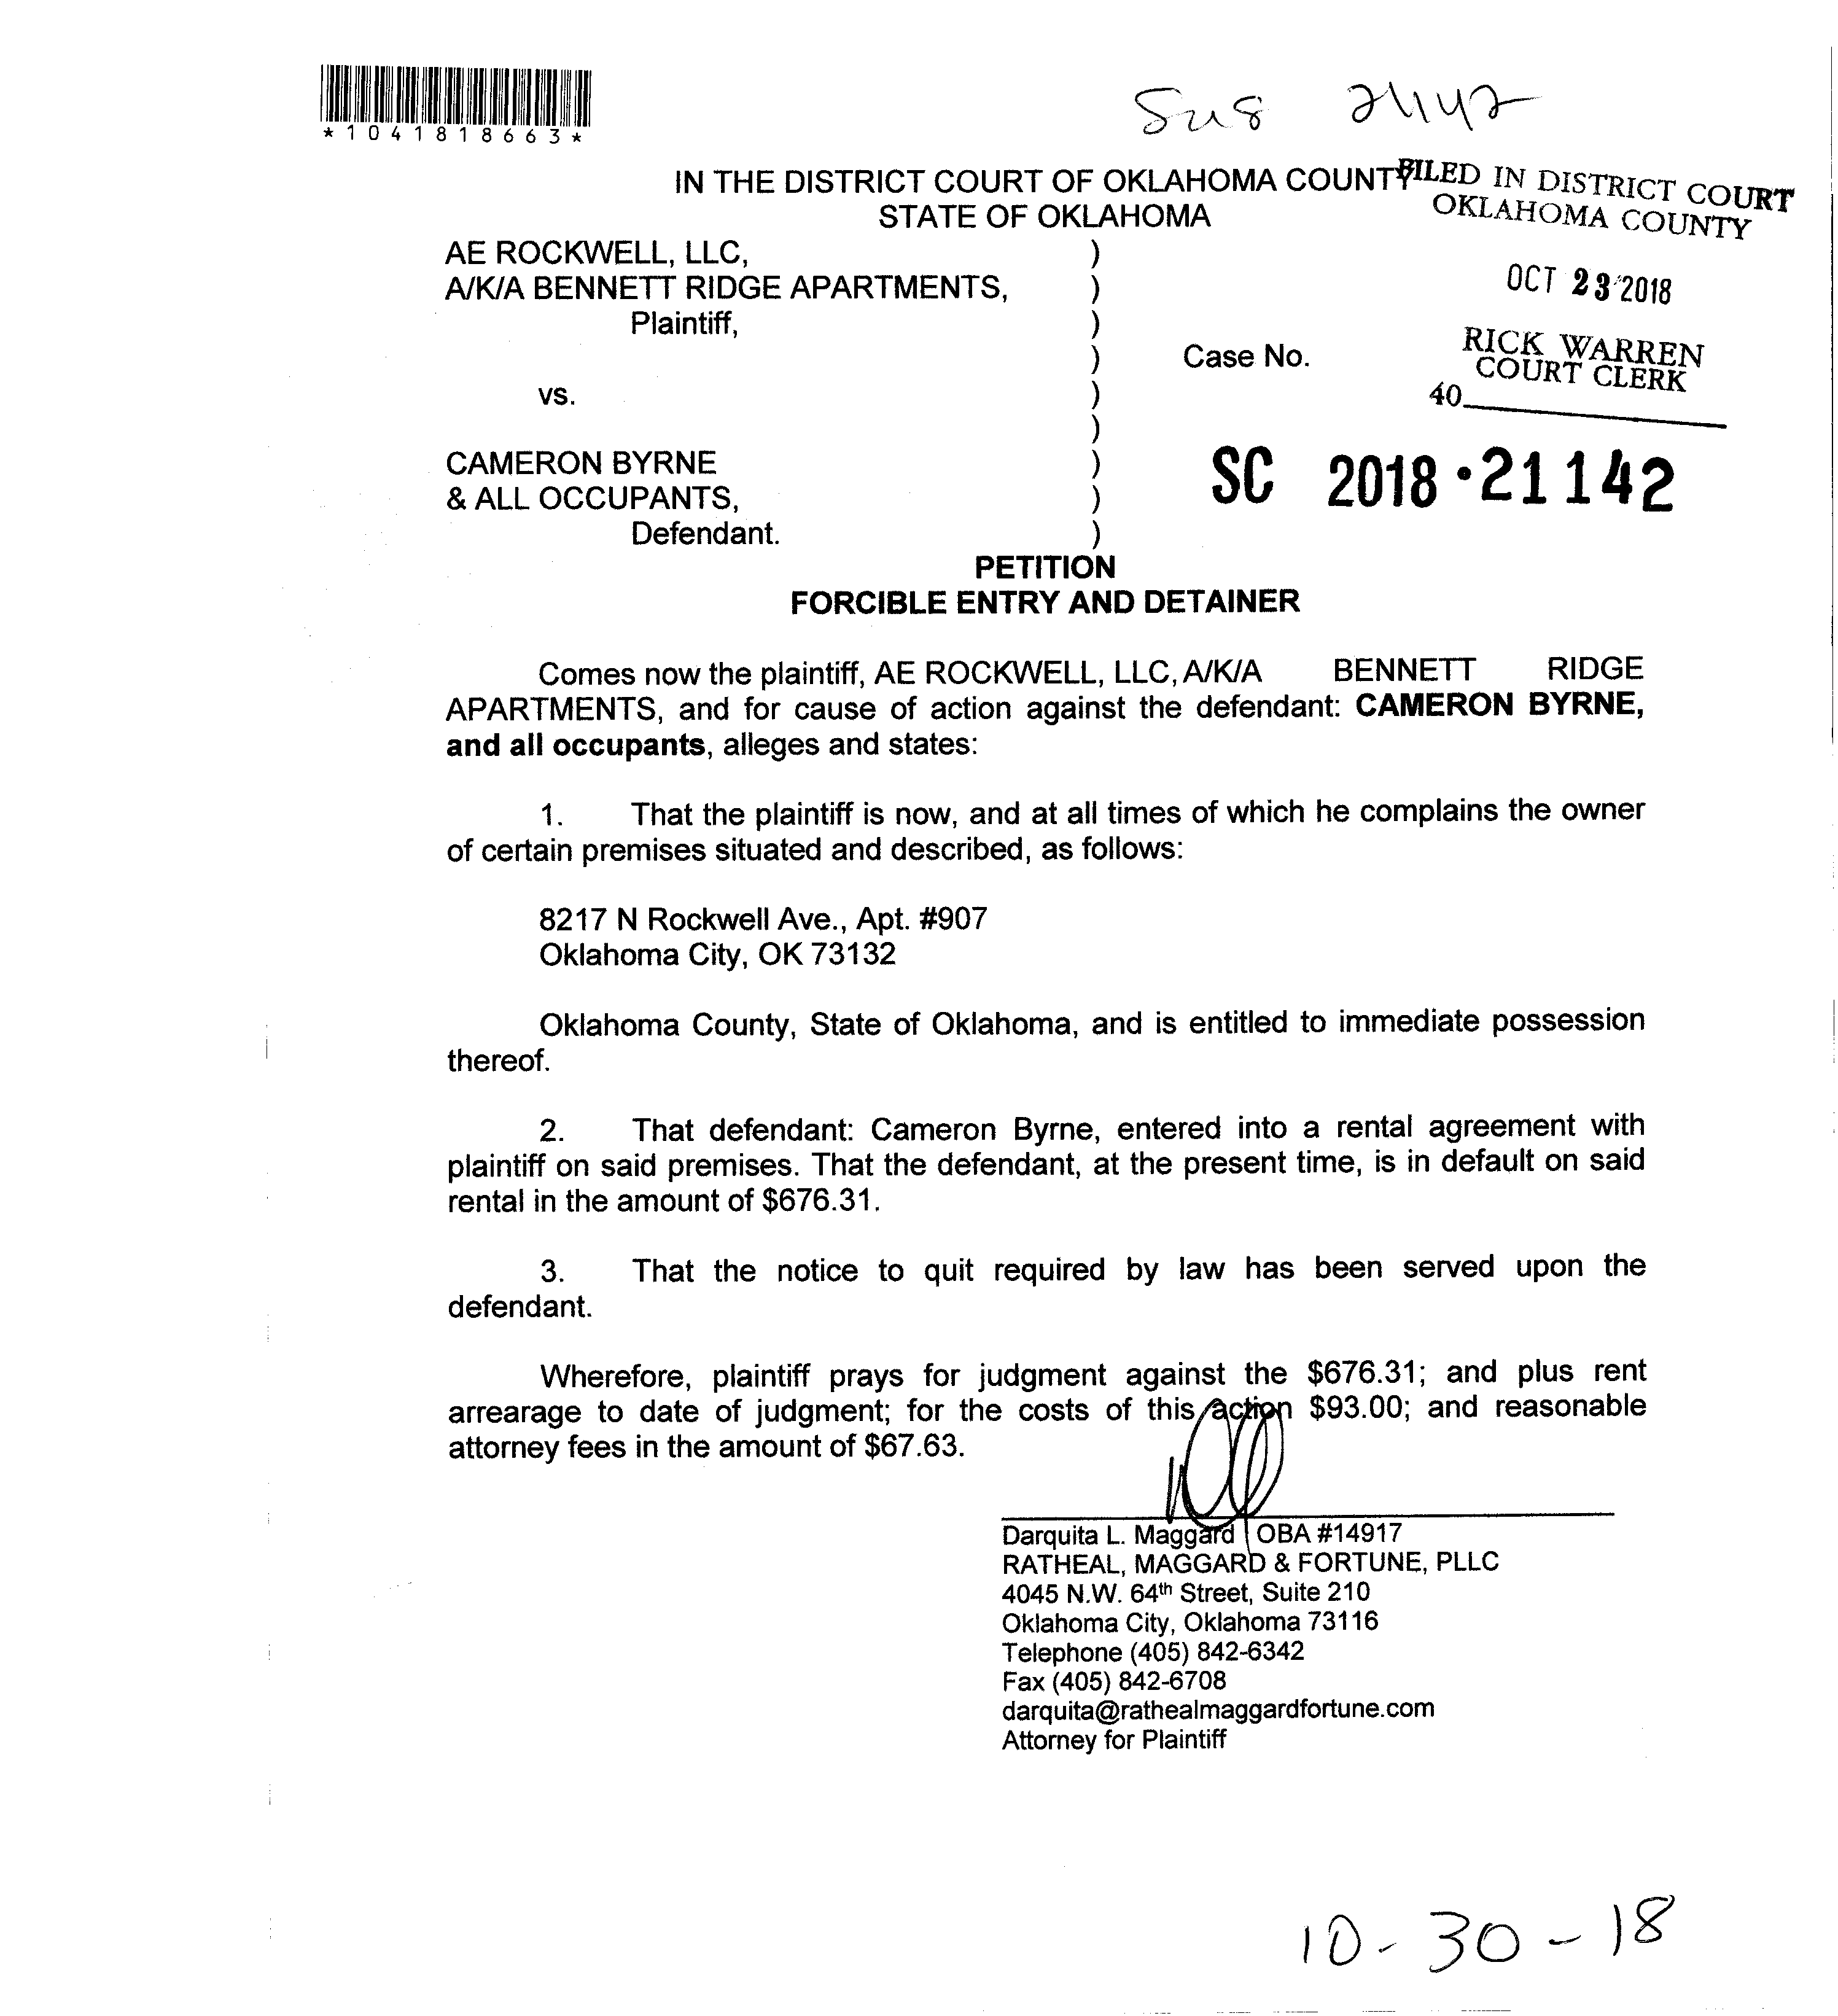 *1041818663*
21142
IN THE DISTRICT COURT OF OKLAHOMA COUNTY
STATE OF OKLAHOMA
FILED IN DISTRICT COURT
OKLAHOMA COUNTY
OCT 23 2018
RICK WARREN
COURT CLERK
40
AE ROCKWELL, LLC, )
A/K/A BENNETT RIDGE APARTMENTS, )
Plaintiff, )
) Case No.
vs. )
)
CAMERON BYRNE )
& ALL OCCUPANTS, )
Defendant. )
SC 2018 · 21142
PETITION
FORCIBLE ENTRY AND DETAINER
Comes now the plaintiff, AE ROCKWELL, LLC, A/K/A BENNETT RIDGE
APARTMENTS, and for cause of action against the defendant: CAMERON BYRNE,
and all occupants, alleges and states:
1. That the plaintiff is now, and at all times of which he complains the owner
of certain premises situated and described, as follows:
8217 N Rockwell Ave., Apt. #907
Oklahoma City, OK 73132
Oklahoma County, State of Oklahoma, and is entitled to immediate possession
thereof.
2. That defendant: Cameron Byrne, entered into a rental agreement with
plaintiff on said premises. That the defendant, at the present time, is in default on said
rental in the amount of $676.31.
3. That the notice to quit required by law has been served upon the
defendant.
Wherefore, plaintiff prays for judgment against the $676.31; and plus rent
arrearage to date of judgment; for the costs of this action $93.00; and reasonable
attorney fees in the amount of $67.63.
Darquita L. Maggard OBA #14917
RATHEAL, MAGGARD & FORTUNE, PLLC
4045 N.W. 64th Street, Suite 210
Oklahoma City, Oklahoma 73116
Telephone (405) 842-6342
Fax (405) 842-6708
darquita@rathealmaggardfortune.com
Attorney for Plaintiff
10-30-18